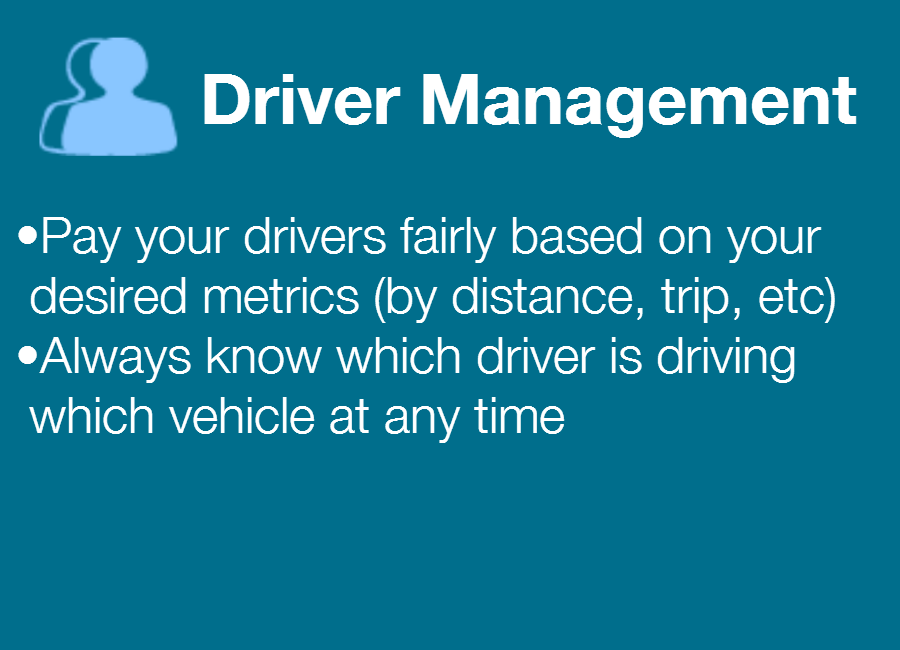 Driver Management
•Pay your drivers fairly based on your
desired metrics (by distance, trip, etc)
•Always know which driver is driving
which vehicle at any time